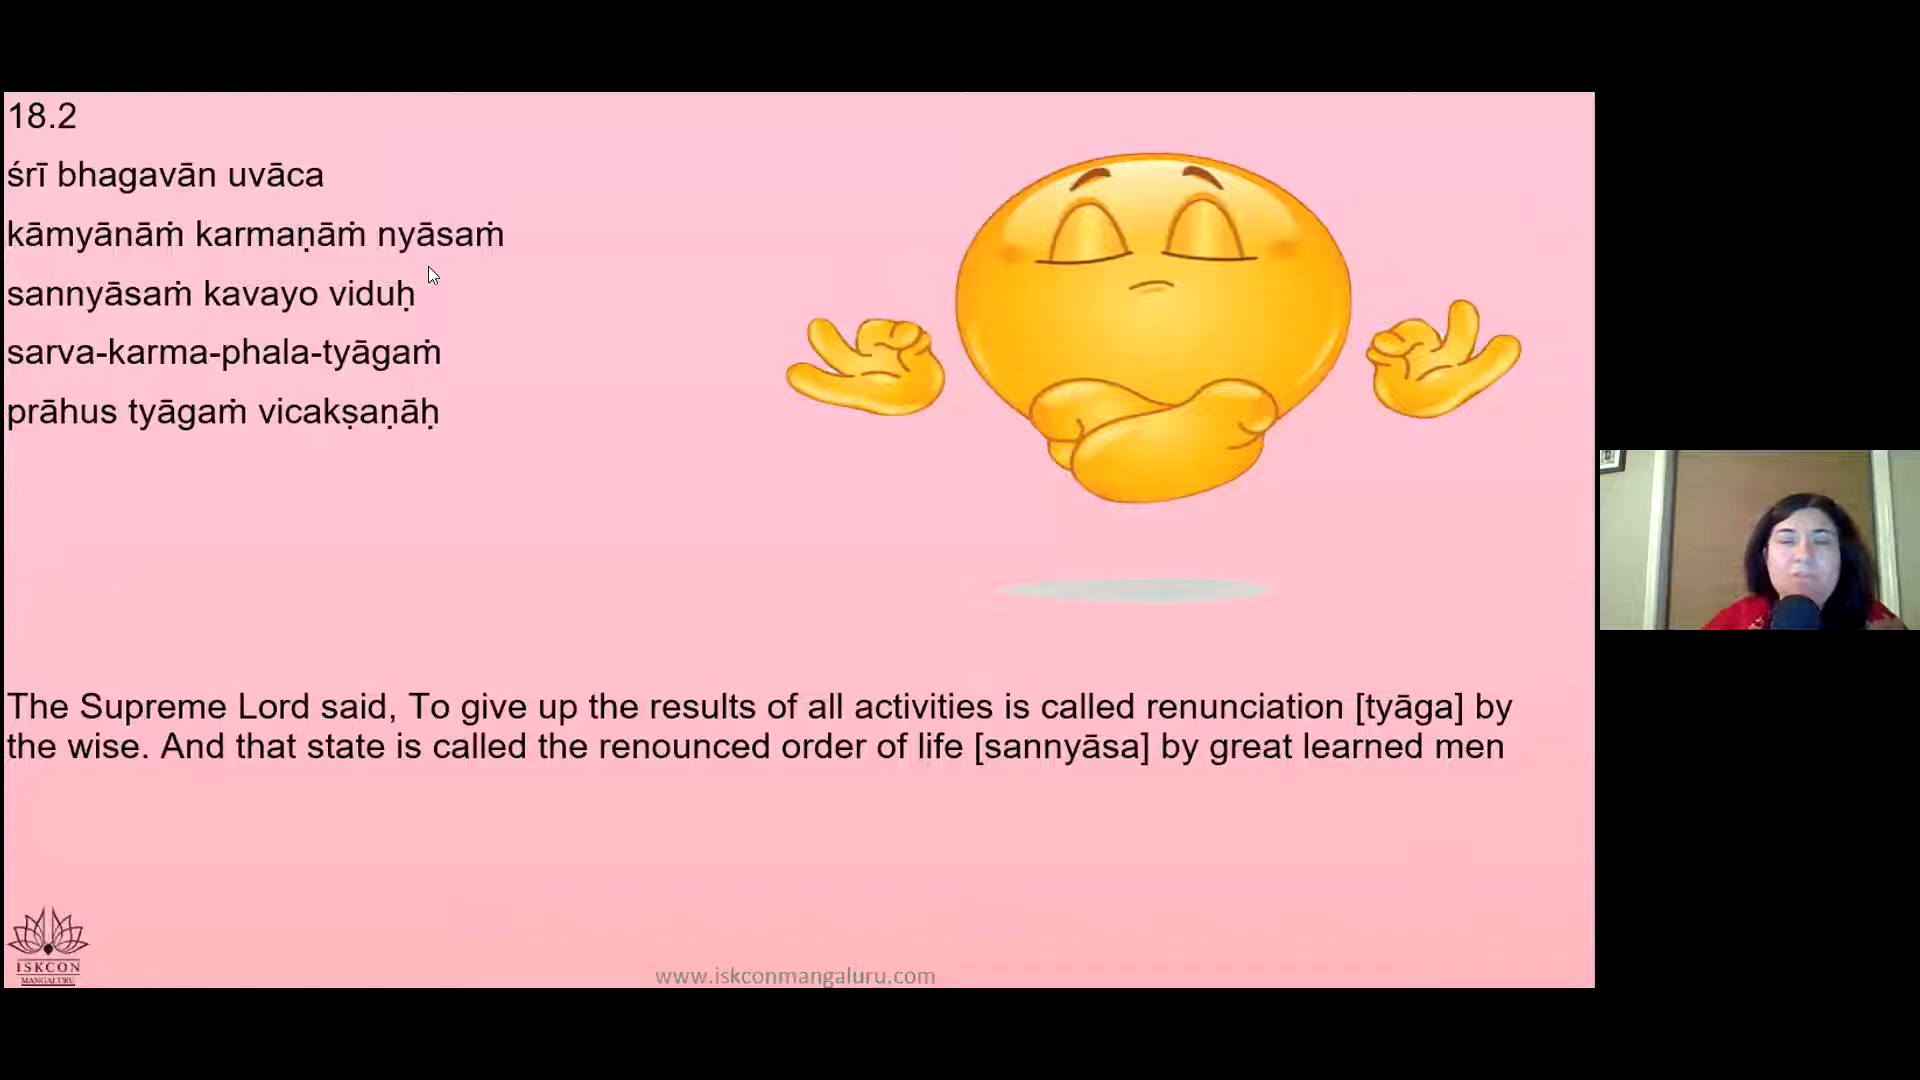 18.2
śrī bhagavān uvāca
kāmyānāṁ karmaṇāṁ nyāsaṁ
sannyāsaṁ kavayo viduḥ
sarva-karma-phala-tyāgaṁ
prāhus tyāgaṁ vicakṣaṇāḥ
The Supreme Lord said, To give up the results of all activities is called renunciation [tyāga] by
the wise. And that state is called the renounced order of life [sannyāsa] by great learned men
ISKCON
MANGALURU
www.iskconmangaluru.com